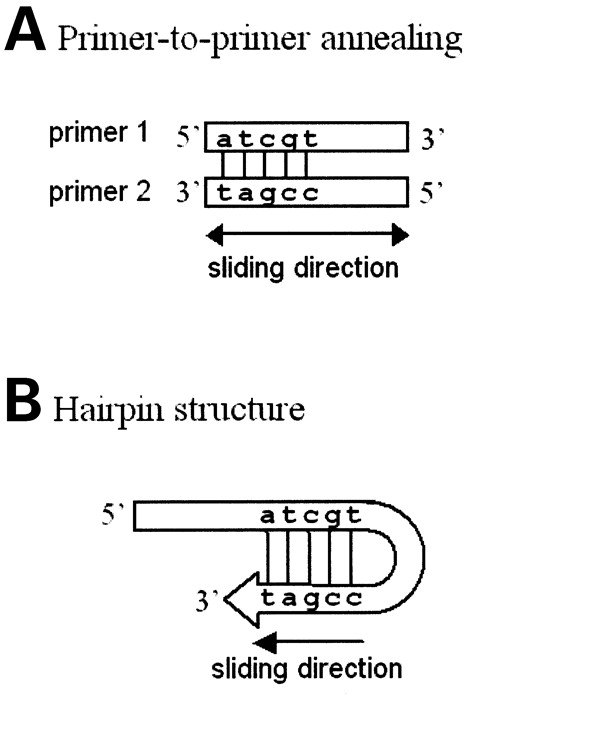 A Primer-to-primer annealing
primer 1 5’ atcgt 3’
primer 2 3’ tagcc 5’
sliding direction
B Hairpin structure
5’ atcgt
3’ tagcc
sliding direction